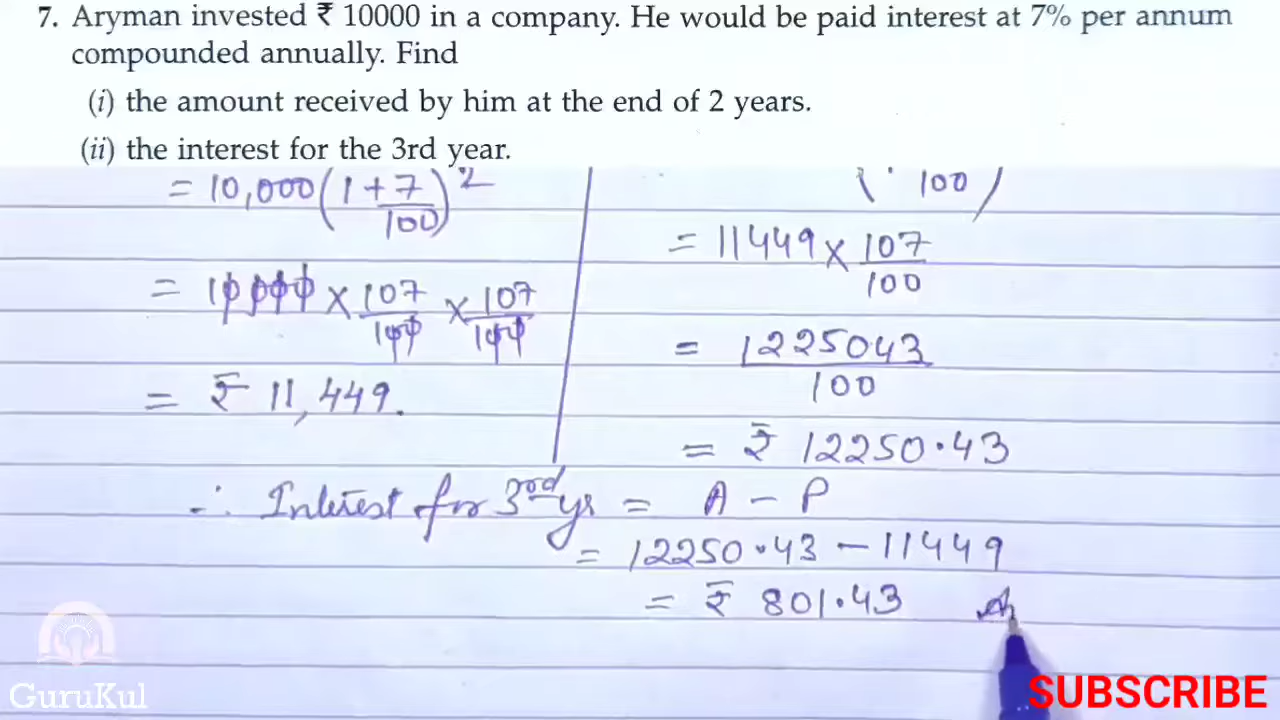 7. Aryman invested ₹ 10000 in a company. He would be paid interest at 7% per annum
compounded annually. Find
(i) the amount received by him at the end of 2 years.
(ii) the interest for the 3rd year.
= 10,000(1 + 7/100)^2
= 10000 × 107/100 × 107/100
= ₹ 11,449.
100)
= 11449 × 107/100
= 1225043/100
= ₹ 12250.43
∴ Interest for 3rd yr = A - P
= 12250.43 - 11449
= ₹ 801.43
GuruKul
SUBSCRIBE